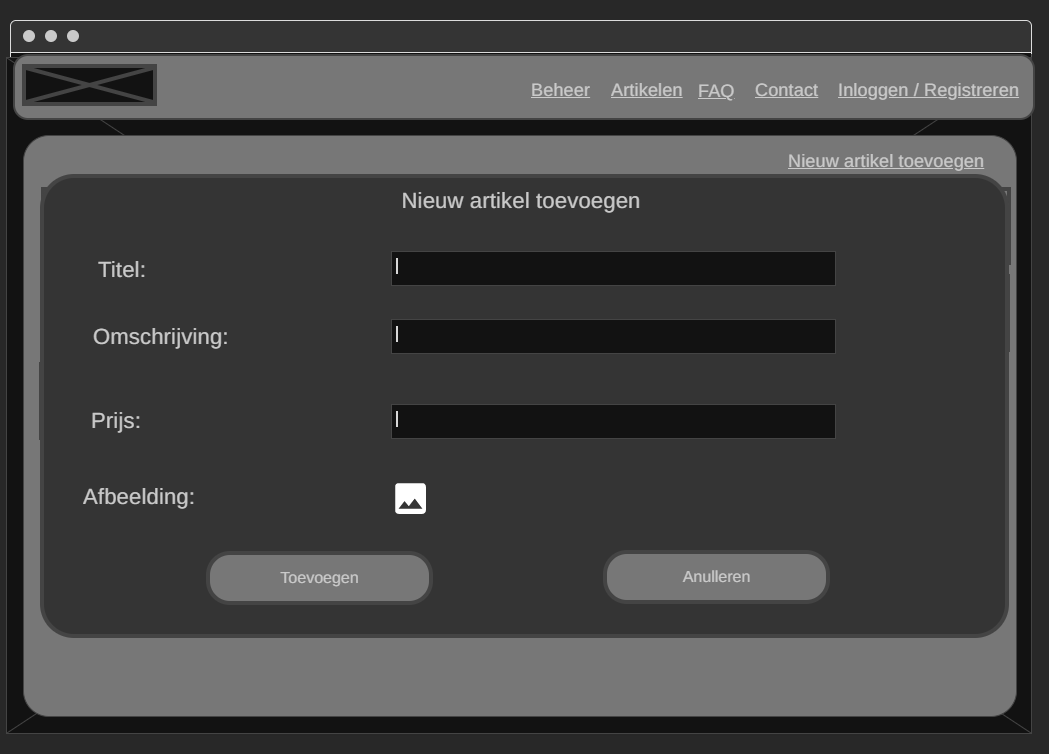 Beheer Artikelen FAQ Contact Inloggen / Registreren
Nieuw artikel toevoegen
Nieuw artikel toevoegen
Titel:
Omschrijving:
Prijs:
Afbeelding:
Toevoegen Anulleren